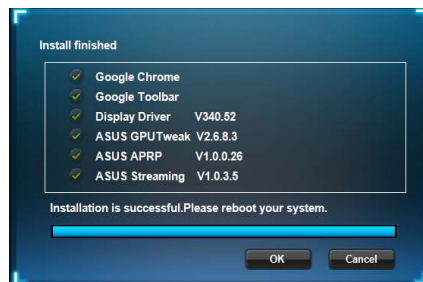 Install finished
Google Chrome
Google Toolbar
Display Driver V340.52
ASUS GPUTweak V2.6.8.3
ASUS APRP V1.0.0.26
ASUS Streaming V1.0.3.5
Installation is successful.Please reboot your system.
OK Cancel